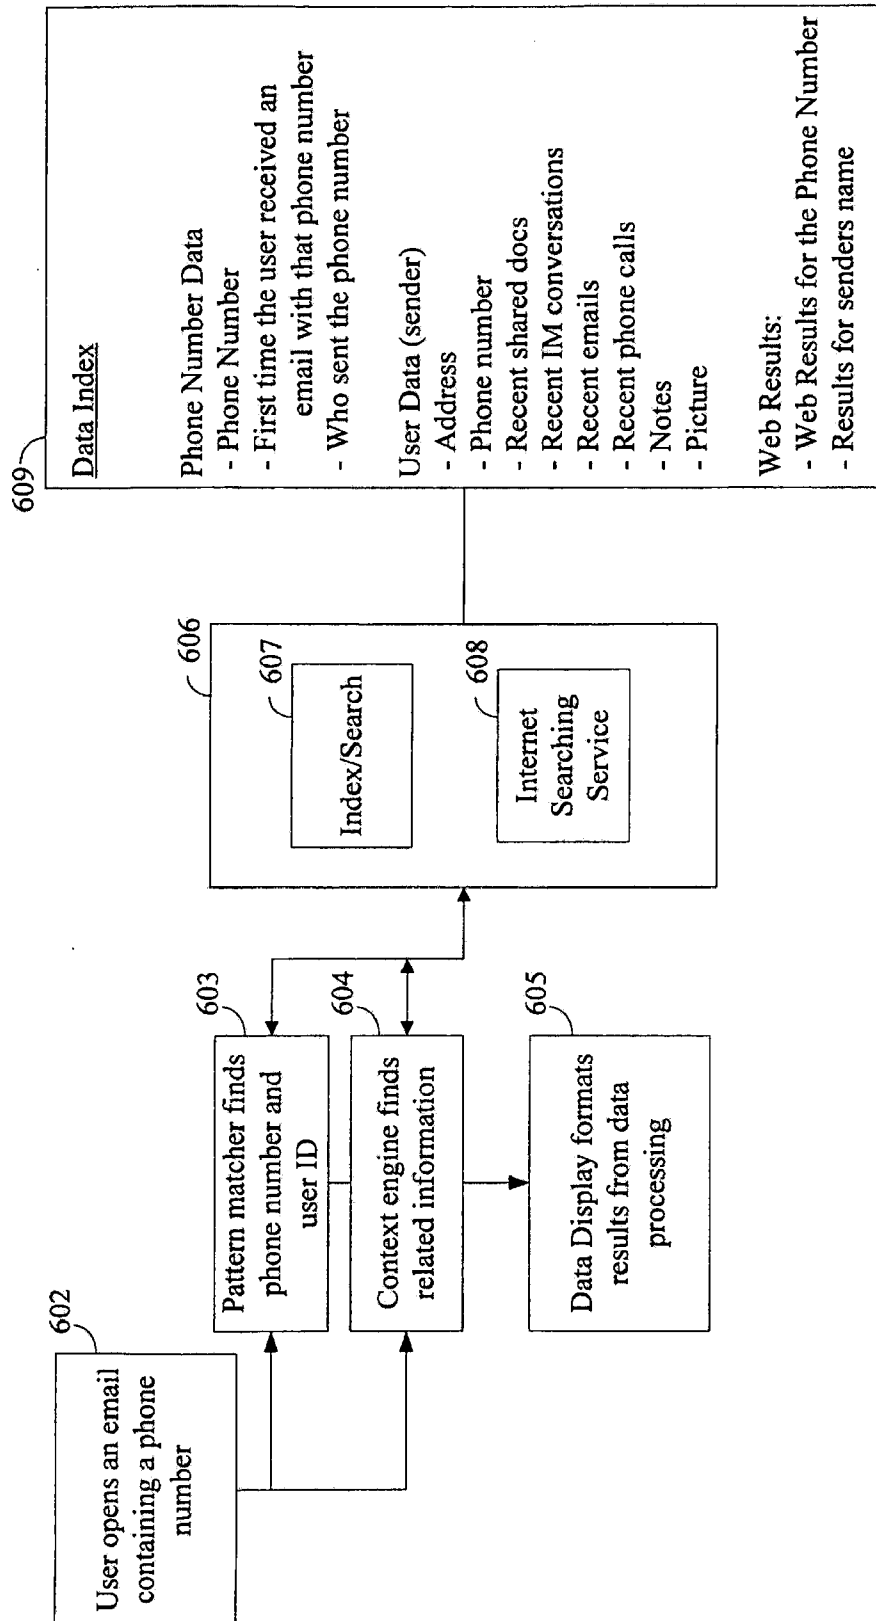 602
User opens an email
containing a phone
number
603
Pattern matcher finds
phone number and
user ID
604
Context engine finds
related information
605
Data Display formats
results from data
processing
606
607
Index/Search
608
Internet
Searching
Service
609
Data Index
Phone Number Data
- Phone Number
- First time the user received an
email with that phone number
- Who sent the phone number
User Data (sender)
- Address
- Phone number
- Recent shared docs
- Recent IM conversations
- Recent emails
- Recent phone calls
- Notes
- Picture
Web Results:
- Web Results for the Phone Number
- Results for senders name